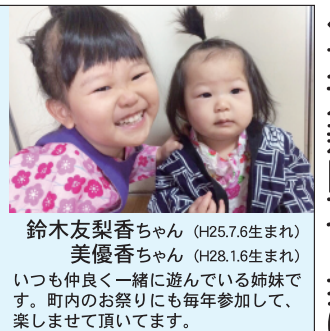 鈴木友梨香ちゃん（H25.7.6生まれ）
美優香ちゃん（H28.1.6生まれ）
いつも仲良く一緒に遊んでいる姉妹で
す。町内のお祭りにも毎年参加して、
楽しませて頂いてます。